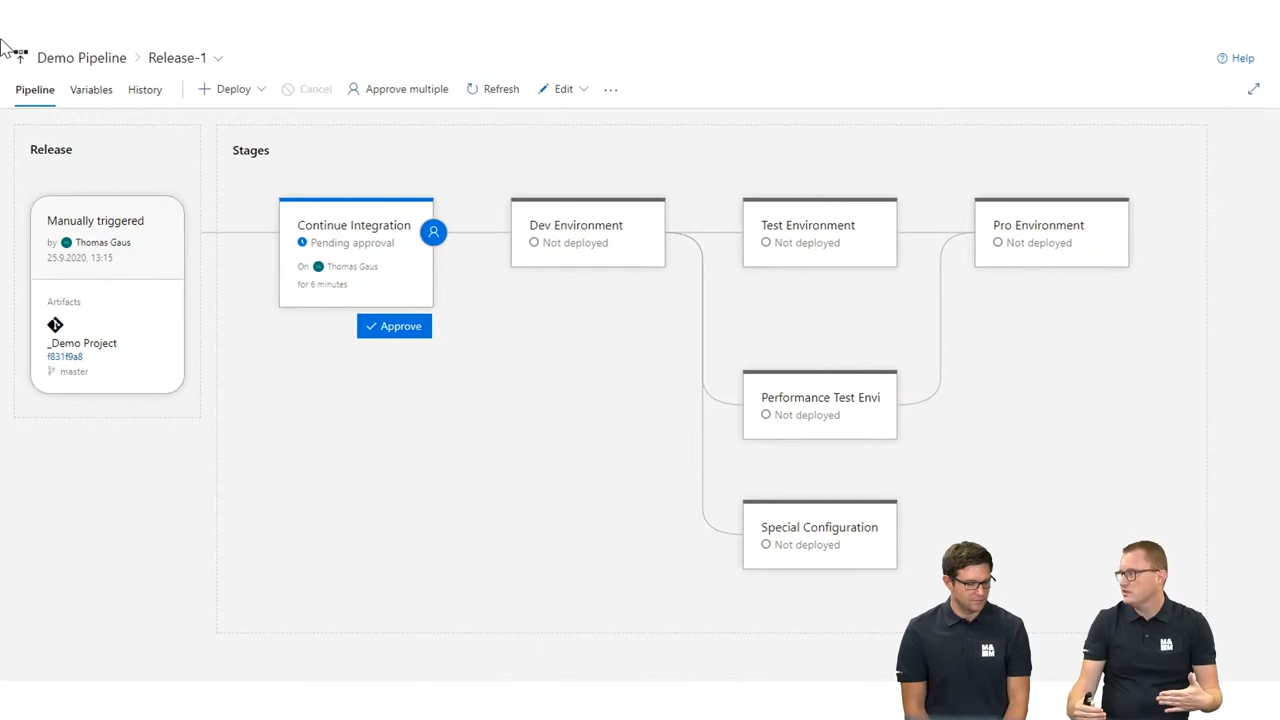 Demo Pipeline > Release-1
Help
Pipeline Variables History + Deploy Cancel Approve multiple Refresh Edit ...
Release
Stages
Manually triggered
by Thomas Gaus
25.9.2020, 13:15
Artifacts
_Demo Project
f831f9a8
master
Continue Integration
Pending approval
On Thomas Gaus
for 6 minutes
Approve
Dev Environment
Not deployed
Test Environment
Not deployed
Pro Environment
Not deployed
Performance Test Envi
Not deployed
Special Configuration
Not deployed